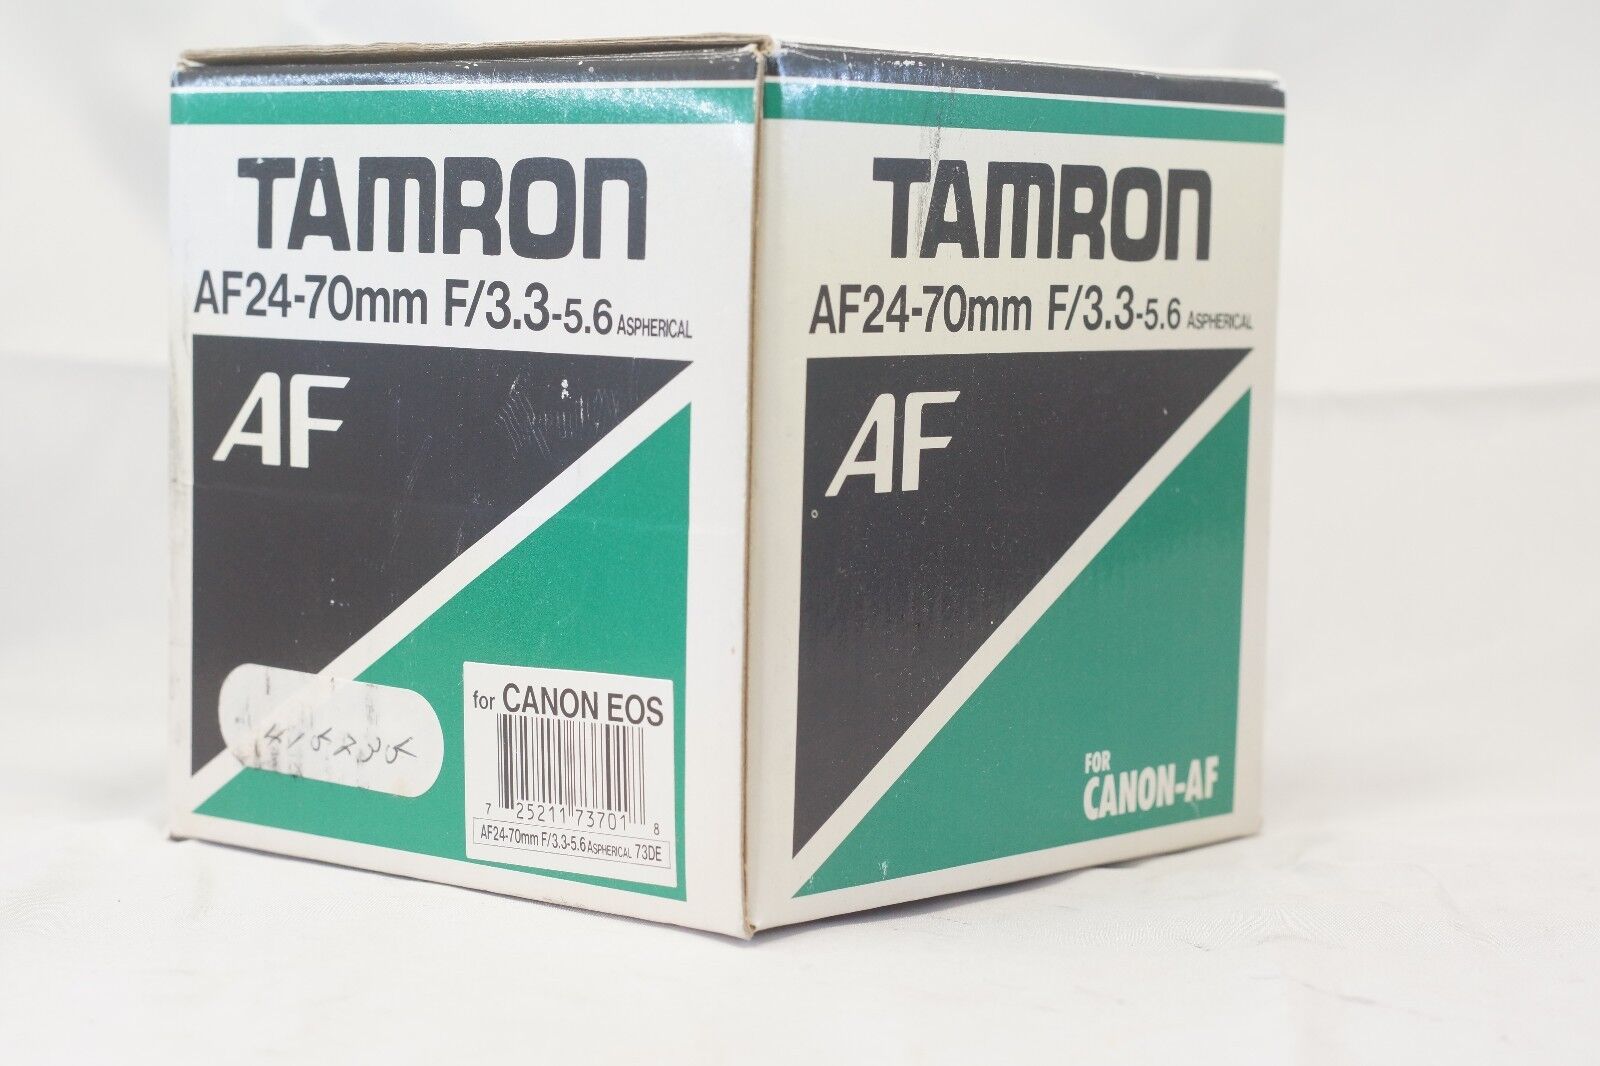 TAMRON
AF24-70mm F/3.3-5.6 ASPHERICAL
AF
416735
for CANON EOS
7 25211 73701 8
AF24-70mm F/3.3-5.6 ASPHERICAL 73DE
TAMRON
AF24-70mm F/3.3-5.6 ASPHERICAL
AF
FOR
CANON-AF